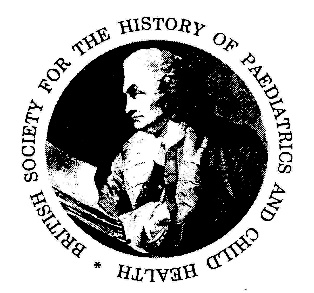 BRITISH SOCIETY FOR THE HISTORY OF PAEDIATRICS AND CHILD HEALTH *